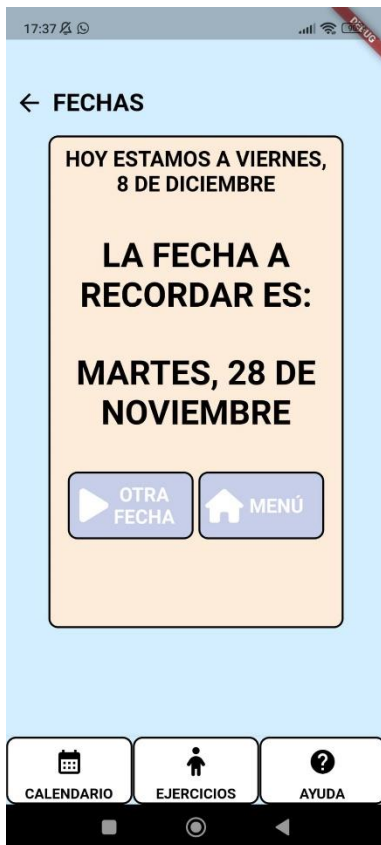 17:37
DEBUG
← FECHAS
HOY ESTAMOS A VIERNES,
8 DE DICIEMBRE
LA FECHA A
RECORDAR ES:
MARTES, 28 DE
NOVIEMBRE
OTRA
FECHA
MENÚ
CALENDARIO
EJERCICIOS
AYUDA